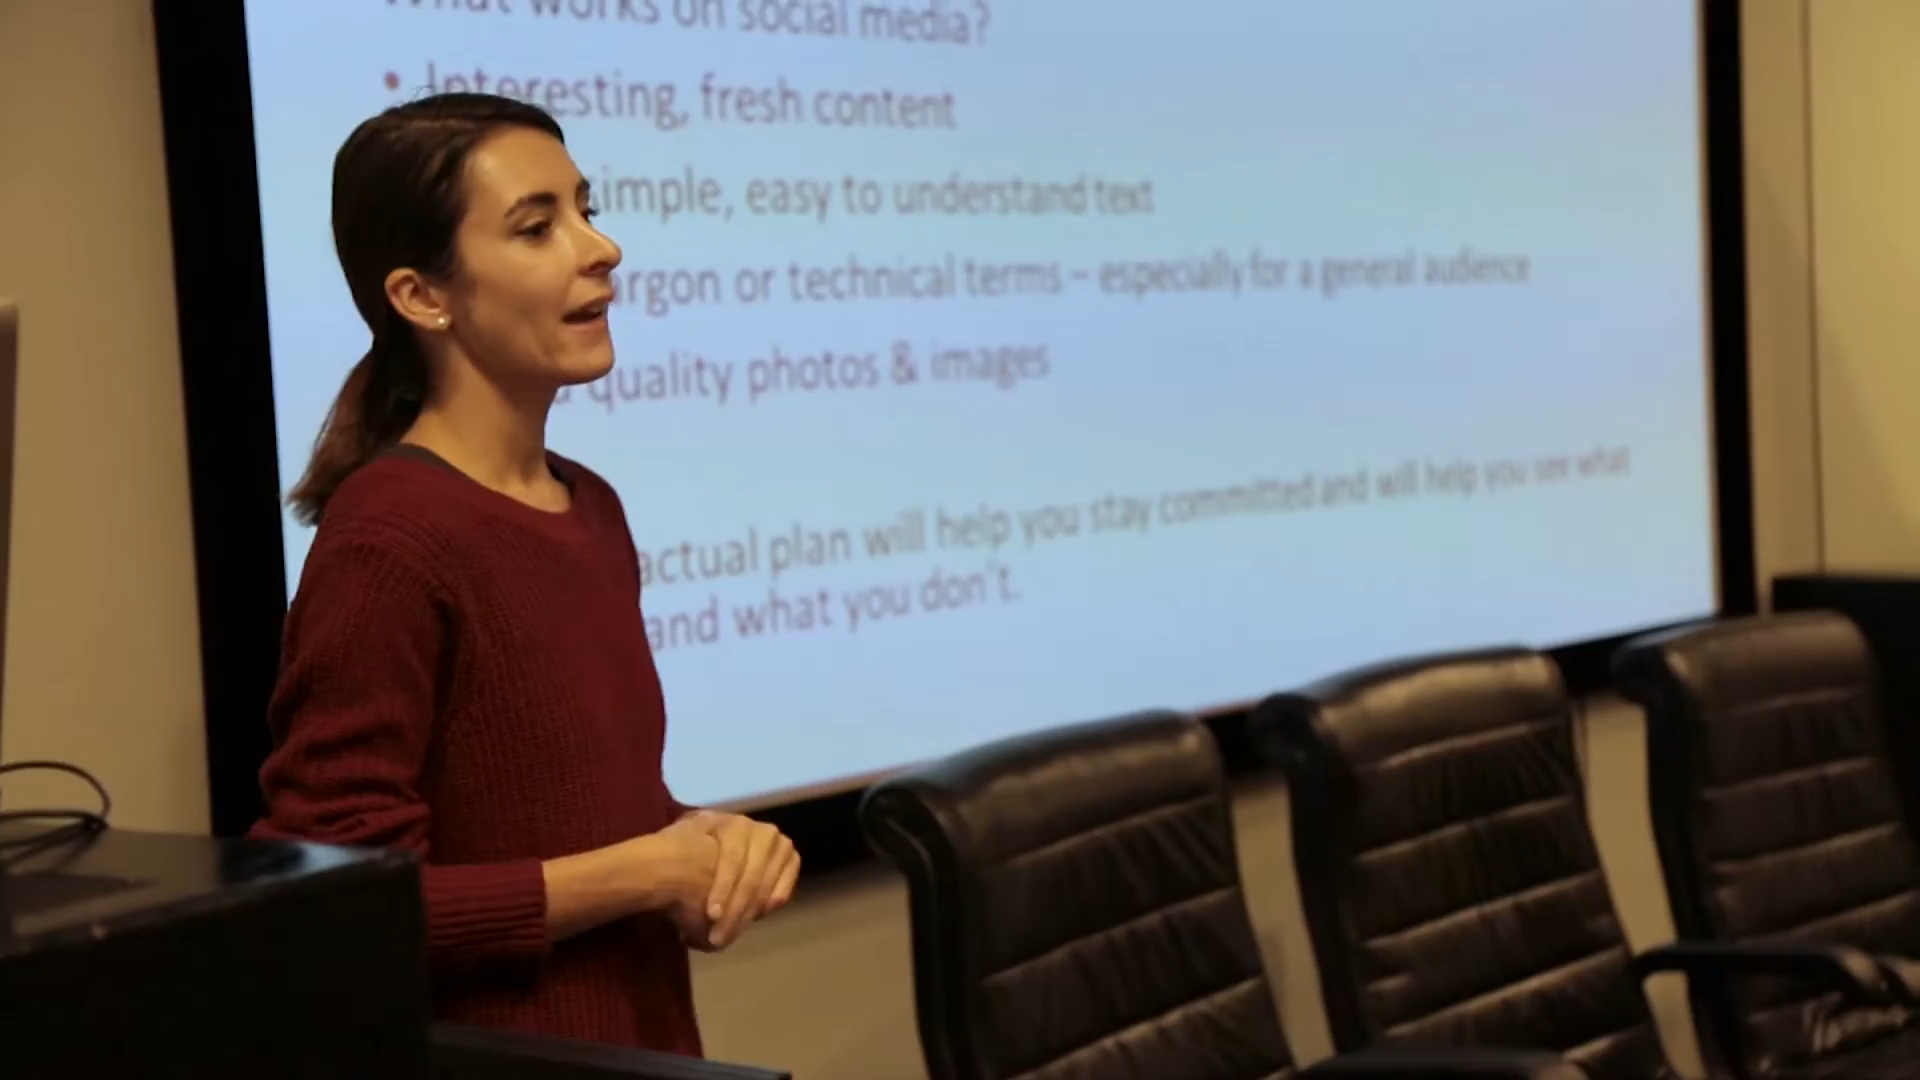 What works on social media?
• Interesting, fresh content
simple, easy to understand text
jargon or technical terms – especially for a general audience
quality photos & images
actual plan will help you stay committed and will help you see what
and what you don't.